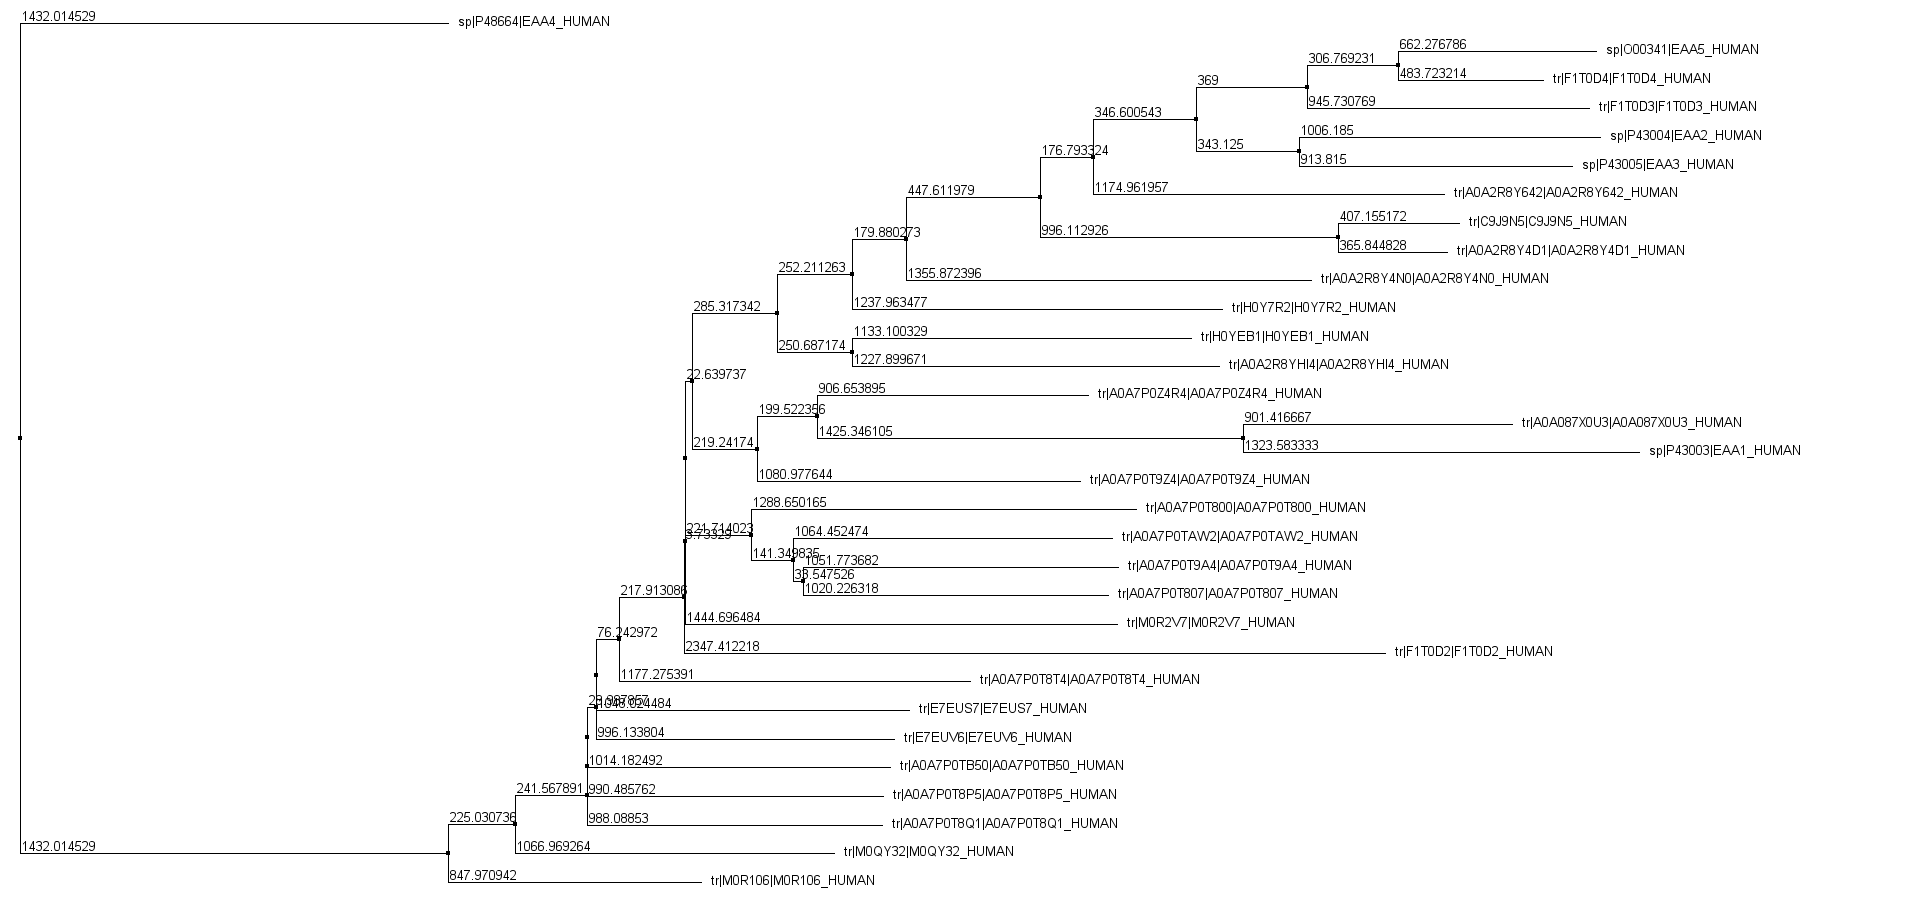 1432.014529
sp|P48664|EAA4_HUMAN
662.276786
sp|O00341|EAA5_HUMAN
306.769231
483.723214
tr|F1T0D4|F1T0D4_HUMAN
369
945.730769
tr|F1T0D3|F1T0D3_HUMAN
346.600543
1006.185
sp|P43004|EAA2_HUMAN
343.125
913.815
sp|P43005|EAA3_HUMAN
176.793324
1174.961957
tr|A0A2R8Y642|A0A2R8Y642_HUMAN
447.611979
407.155172
tr|C9J9N5|C9J9N5_HUMAN
996.112926
365.844828
tr|A0A2R8Y4D1|A0A2R8Y4D1_HUMAN
179.880273
1355.872396
tr|A0A2R8Y4N0|A0A2R8Y4N0_HUMAN
252.211263
1237.963477
tr|H0Y7R2|H0Y7R2_HUMAN
285.317342
1133.100329
tr|H0YEB1|H0YEB1_HUMAN
250.687174
1227.899671
tr|A0A2R8YHI4|A0A2R8YHI4_HUMAN
22.639737
906.653895
tr|A0A7P0Z4R4|A0A7P0Z4R4_HUMAN
199.522356
901.416667
tr|A0A087X0U3|A0A087X0U3_HUMAN
1425.346105
219.24174
1323.583333
sp|P43003|EAA1_HUMAN
1080.977644
tr|A0A7P0T9Z4|A0A7P0T9Z4_HUMAN
1288.650165
tr|A0A7P0T800|A0A7P0T800_HUMAN
221.714023
3.73329
1064.452474
tr|A0A7P0TAW2|A0A7P0TAW2_HUMAN
141.349835
1051.773682
tr|A0A7P0T9A4|A0A7P0T9A4_HUMAN
33.547526
1020.226318
tr|A0A7P0T807|A0A7P0T807_HUMAN
217.913086
1444.696484
tr|M0R2V7|M0R2V7_HUMAN
76.242972
2347.412218
tr|F1T0D2|F1T0D2_HUMAN
1177.275391
tr|A0A7P0T8T4|A0A7P0T8T4_HUMAN
1048.024484
tr|E7EUS7|E7EUS7_HUMAN
996.133804
tr|E7EUV6|E7EUV6_HUMAN
1014.182492
tr|A0A7P0TB50|A0A7P0TB50_HUMAN
241.567891
990.485762
tr|A0A7P0T8P5|A0A7P0T8P5_HUMAN
225.030736
988.08853
tr|A0A7P0T8Q1|A0A7P0T8Q1_HUMAN
1432.014529
1066.969264
tr|M0QY32|M0QY32_HUMAN
847.970942
tr|M0R106|M0R106_HUMAN